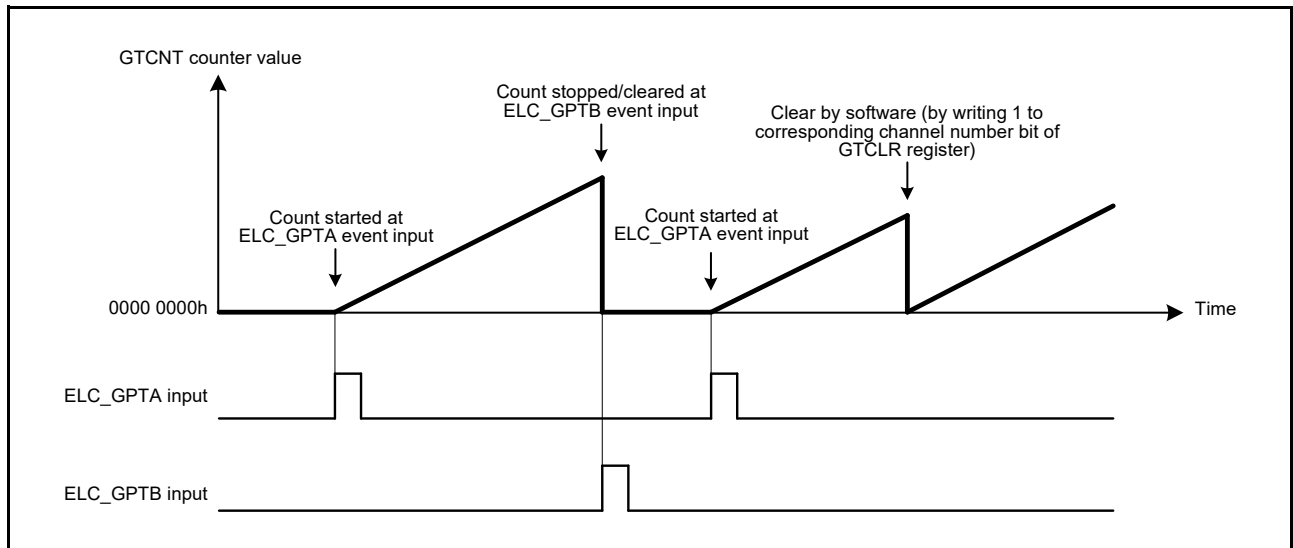 GTCNT counter value
Count stopped/cleared at
ELC_GPTB event input
Clear by software (by writing 1 to
corresponding channel number bit of
GTCLR register)
Count started at
ELC_GPTA event input
Count started at
ELC_GPTA event input
0000 0000h
Time
ELC_GPTA input
ELC_GPTB input